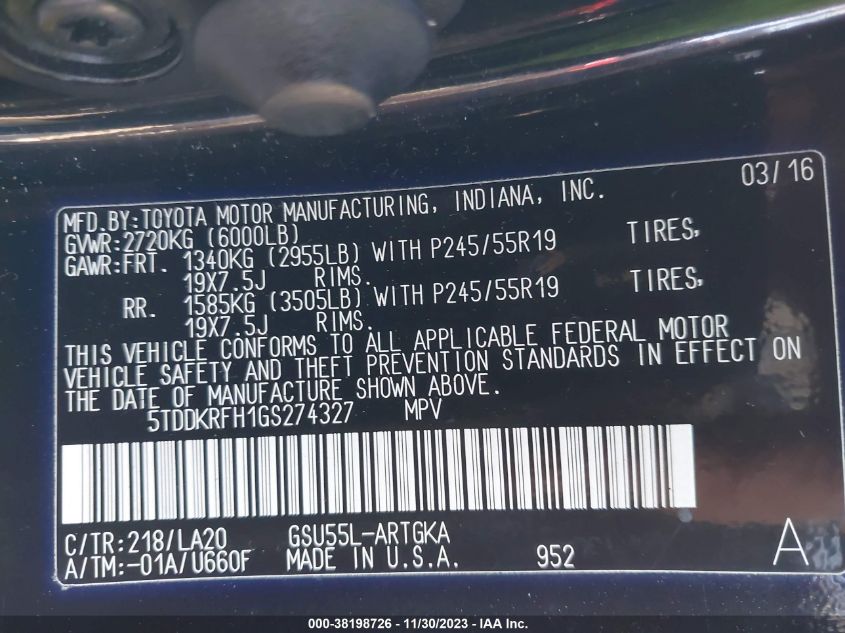 03/16
MFD.BY:TOYOTA MOTOR MANUFACTURING, INDIANA, INC.
GVWR:2720KG (6000LB)
GAWR:FRT. 1340KG (2955LB) WITH P245/55R19 TIRES,
19X7.5J RIMS.
RR. 1585KG (3505LB) WITH P245/55R19 TIRES,
19X7.5J RIMS.
THIS VEHICLE CONFORMS TO ALL APPLICABLE FEDERAL MOTOR
VEHICLE SAFETY AND THEFT PREVENTION STANDARDS IN EFFECT ON
THE DATE OF MANUFACTURE SHOWN ABOVE.
5TDDKRFH1GS274327 MPV
C/TR:218/LA20 GSU55L-ARTGKA
A/TM:-01A/U660F MADE IN U.S.A. 952 A
000-38198726 - 11/30/2023 - IAA Inc.